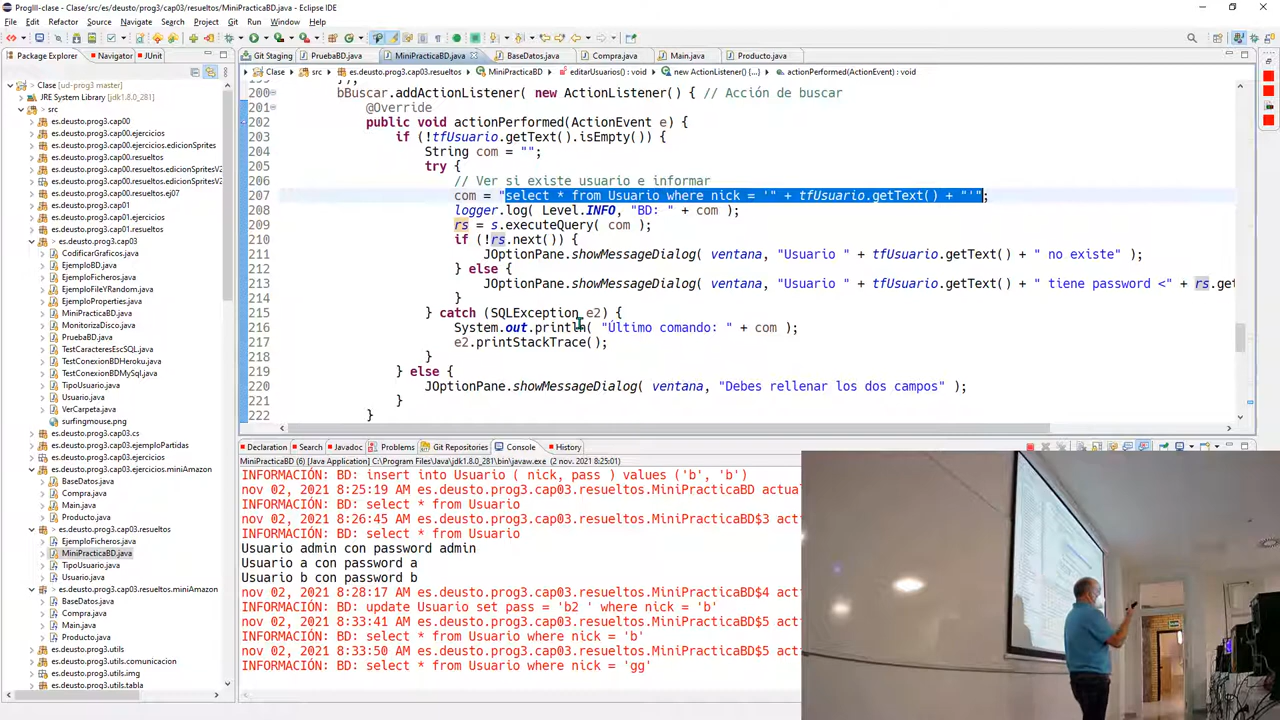 ProgIII-clase - Clase/src/es/deusto/prog3/cap03/resueltos/MiniPracticaBD.java - Eclipse IDE
File Edit Refactor Source Navigate Search Project Git Run Window Help
Package Explorer Navigator JUnit
Git Staging PruebaBD.java MiniPracticaBD.java BaseDatos.java Compra.java Main.java Producto.java
Clase src es.deusto.prog3.cap03.resueltos MiniPracticaBD editarUsuarios() : void new ActionListener() {...} actionPerformed(ActionEvent) : void
Clase (ud-prog3 master)
JRE System Library [jdk1.8.0_281]
src
es.deusto.prog3.cap00
es.deusto.prog3.cap00.ejercicios
es.deusto.prog3.cap00.ejercicios.edicionSprites
es.deusto.prog3.cap00.resueltos
es.deusto.prog3.cap00.resueltos.edicionSprites
es.deusto.prog3.cap00.resueltos.edicionSpritesV2
es.deusto.prog3.cap00.resueltos.ej07
es.deusto.prog3.cap01
es.deusto.prog3.cap01.resueltos
es.deusto.prog3.cap03
CodificarGraficos.java
EjemploBD.java
EjemploFicheros.java
EjemploFileYRandom.java
EjemploProperties.java
MiniPracticaBD.java
MonitorizaDisco.java
PruebaBD.java
TestCaracteresEscSQL.java
TestConexionBDHeroku.java
TestConexionBDMySql.java
TipoUsuario.java
Usuario.java
VerCarpeta.java
surfingmouse.png
es.deusto.prog3.cap03.cs
es.deusto.prog3.cap03.ejemploPartidas
es.deusto.prog3.cap03.ejercicios
es.deusto.prog3.cap03.ejercicios.miniAmazon
BaseDatos.java
Compra.java
Main.java
Producto.java
es.deusto.prog3.cap03.resueltos
EjemploFicheros.java
MiniPracticaBD.java
TipoUsuario.java
Usuario.java
es.deusto.prog3.cap03.resueltos.miniAmazon
BaseDatos.java
Compra.java
Main.java
Producto.java
es.deusto.prog3.utils
es.deusto.prog3.utils.comunicacion
es.deusto.prog3.utils.img
es.deusto.prog3.utils.tabla
200 bBuscar.addActionListener( new ActionListener() { // Acción de buscar
201 @Override
202 public void actionPerformed(ActionEvent e) {
203 if (!tfUsuario.getText().isEmpty()) {
204 String com = "";
205 try {
206 // Ver si existe usuario e informar
207 com = "select * from Usuario where nick = '" + tfUsuario.getText() + "'";
208 logger.log( Level.INFO, "BD: " + com );
209 rs = s.executeQuery( com );
210 if (!rs.next()) {
211 JOptionPane.showMessageDialog( ventana, "Usuario " + tfUsuario.getText() + " no existe" );
212 } else {
213 JOptionPane.showMessageDialog( ventana, "Usuario " + tfUsuario.getText() + " tiene password <" + rs.get
214 }
215 } catch (SQLException e2) {
216 System.out.println( "Último comando: " + com );
217 e2.printStackTrace();
218 }
219 } else {
220 JOptionPane.showMessageDialog( ventana, "Debes rellenar los dos campos" );
221 }
222 }
Declaration Search Javadoc Problems Git Repositories Console History
MiniPracticaBD (6) [Java Application] C:\Program Files\Java\jdk1.8.0_281\bin\javaw.exe (2 nov. 2021 8:25:01)
INFORMACIÓN: BD: insert into Usuario ( nick, pass ) values ('b', 'b')
nov 02, 2021 8:25:19 AM es.deusto.prog3.cap03.resueltos.MiniPracticaBD actua
INFORMACIÓN: BD: select * from Usuario
nov 02, 2021 8:26:45 AM es.deusto.prog3.cap03.resueltos.MiniPracticaBD$3 act
INFORMACIÓN: BD: select * from Usuario
Usuario admin con password admin
Usuario a con password a
Usuario b con password b
nov 02, 2021 8:28:17 AM es.deusto.prog3.cap03.resueltos.MiniPracticaBD$4 act
INFORMACIÓN: BD: update Usuario set pass = 'b2 ' where nick = 'b'
nov 02, 2021 8:33:41 AM es.deusto.prog3.cap03.resueltos.MiniPracticaBD$5 act
INFORMACIÓN: BD: select * from Usuario where nick = 'b'
nov 02, 2021 8:33:50 AM es.deusto.prog3.cap03.resueltos.MiniPracticaBD$5 act
INFORMACIÓN: BD: select * from Usuario where nick = 'gg'